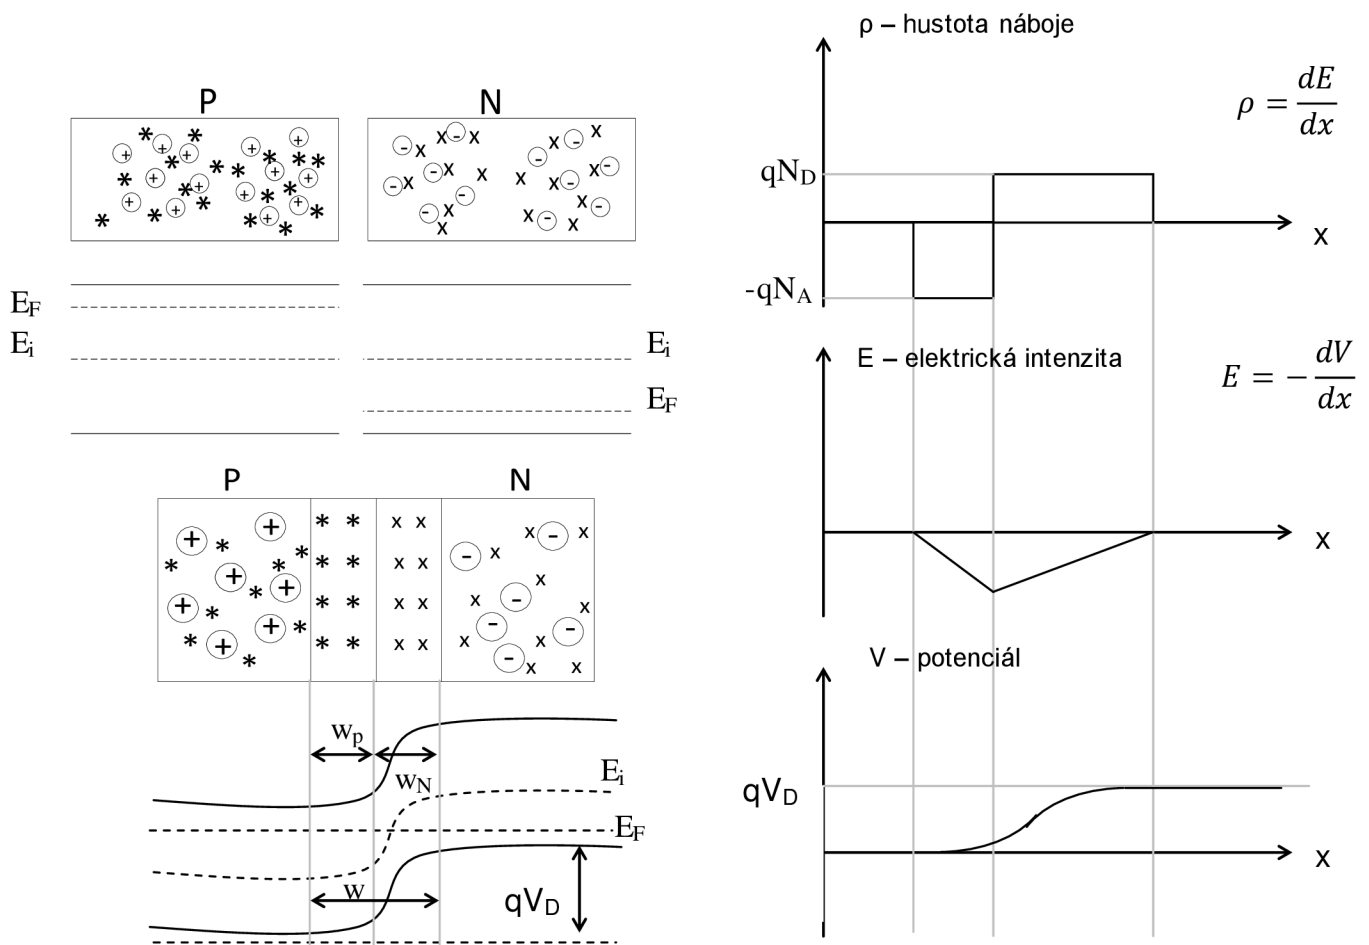 P
N
E_F
E_i
E_i
E_F
P
N
w_p
w_N
E_i
E_F
w
qV_D
ρ – hustota náboje
ρ = dE/dx
qN_D
x
-qN_A
E – elektrická intenzita
E = − dV/dx
x
V – potenciál
qV_D
x